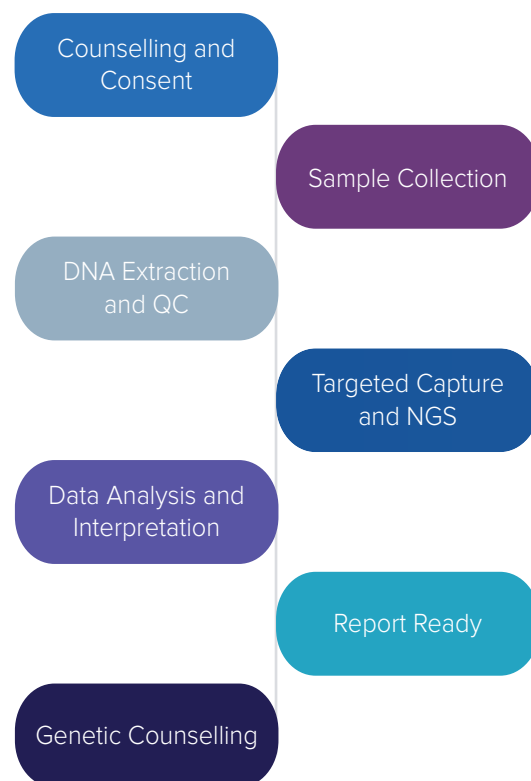 Counselling and
Consent
Sample Collection
DNA Extraction
and QC
Targeted Capture
and NGS
Data Analysis and
Interpretation
Report Ready
Genetic Counselling